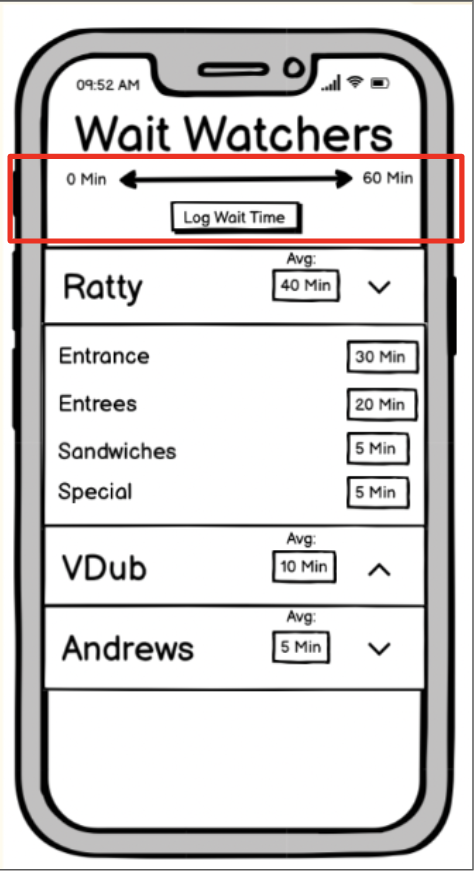 09:52 AM
Wait Watchers
0 Min 60 Min
Log Wait Time
Avg:
Ratty 40 Min
Entrance 30 Min
Entrees 20 Min
Sandwiches 5 Min
Special 5 Min
Avg:
VDub 10 Min
Avg:
Andrews 5 Min